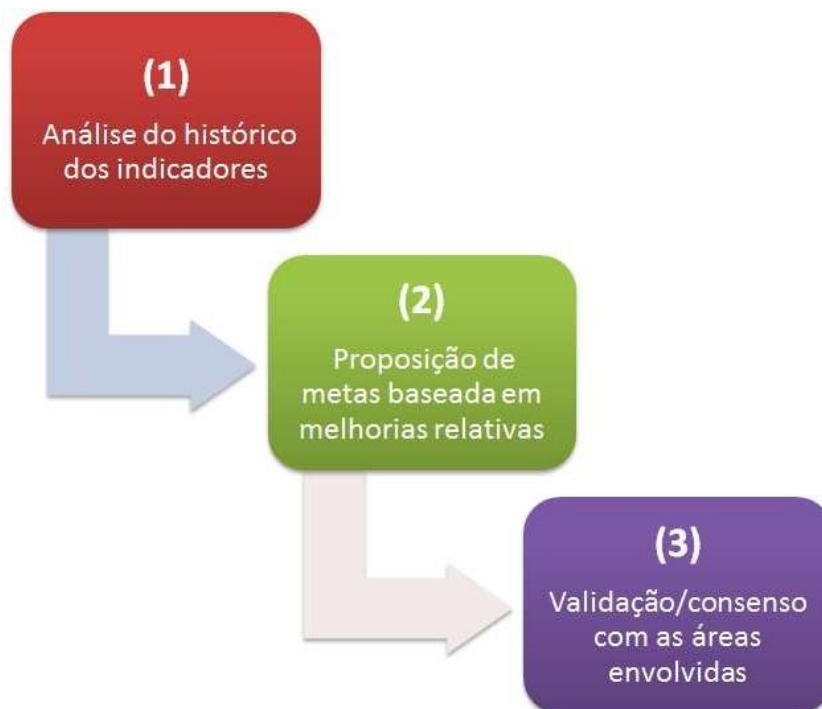 (1)
Análise do histórico
dos indicadores
(2)
Proposição de
metas baseada em
melhorias relativas
(3)
Validação/consenso
com as áreas
envolvidas